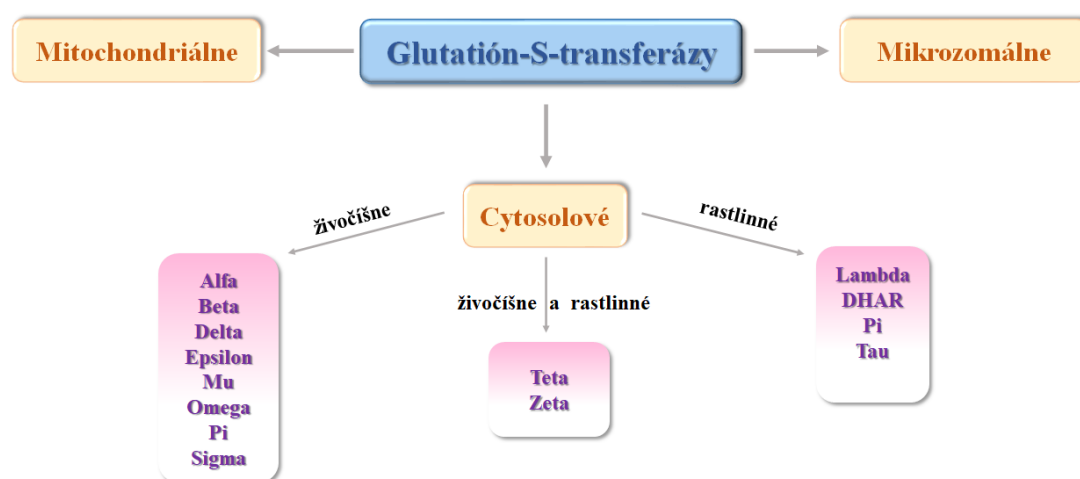 Mitochondriálne
Glutatión-S-transferázy
Mikrozomálne
Cytosolové
živočíšne
rastlinné
živočíšne a rastlinné
Alfa
Beta
Delta
Epsilon
Mu
Omega
Pi
Sigma
Teta
Zeta
Lambda
DHAR
Pi
Tau